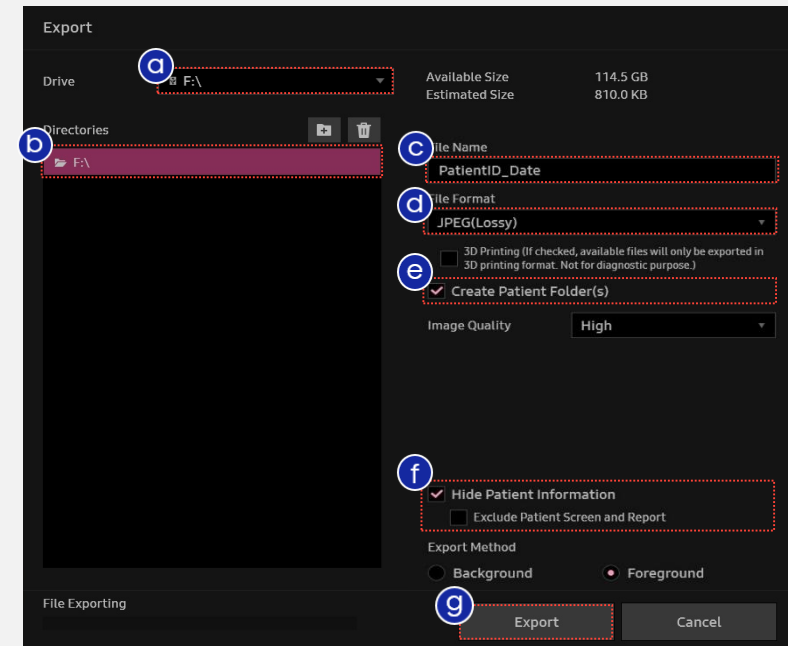 Export
a
Drive
F:\
Available Size 114.5 GB
Estimated Size 810.0 KB
Directories
b
F:\
c
File Name
PatientID_Date
d
File Format
JPEG(Lossy)
3D Printing (If checked, available files will only be exported in
3D printing format. Not for diagnostic purpose.)
e
Create Patient Folder(s)
Image Quality High
f
Hide Patient Information
Exclude Patient Screen and Report
Export Method
Background Foreground
File Exporting
g
Export Cancel